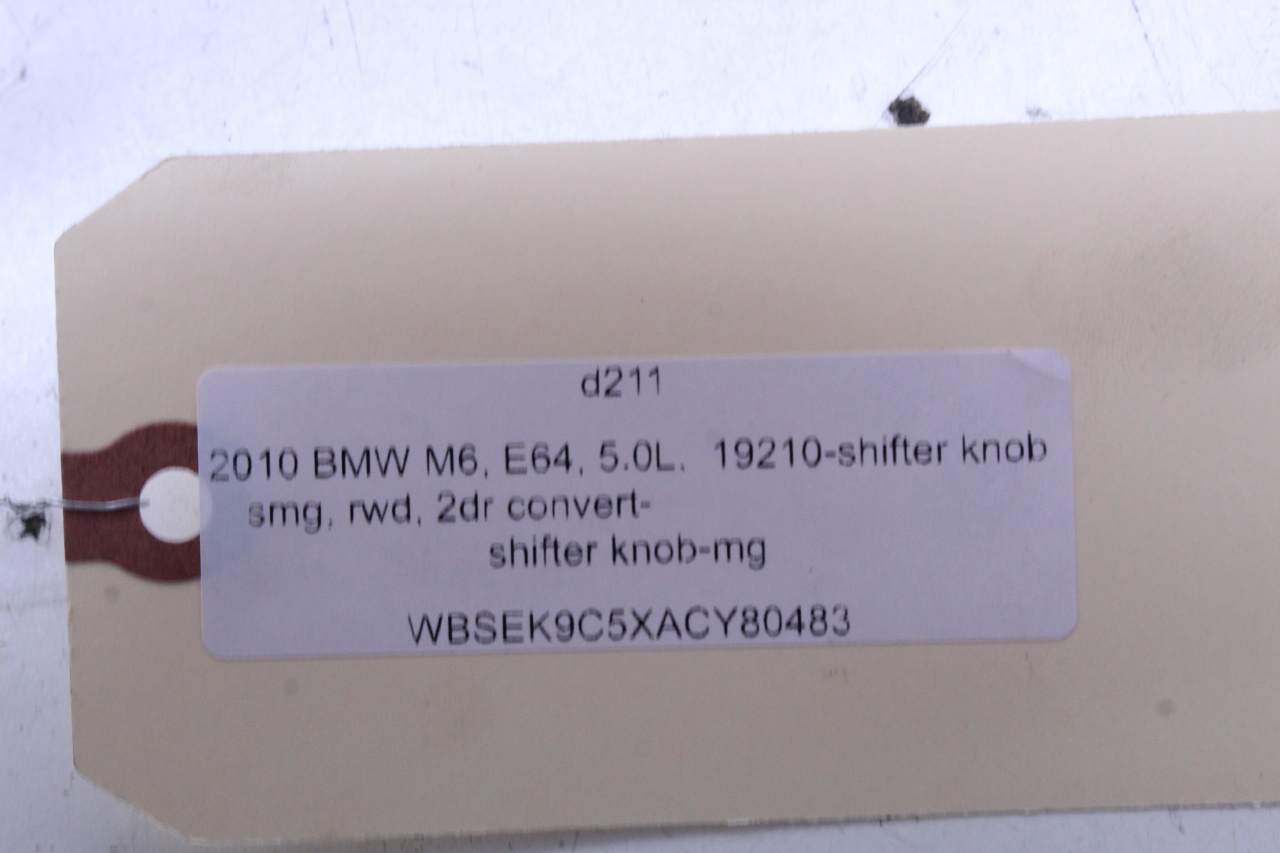 d211
2010 BMW M6, E64, 5.0L. 19210-shifter knob
smg, rwd, 2dr convert-
shifter knob-mg
WBSEK9C5XACY80483